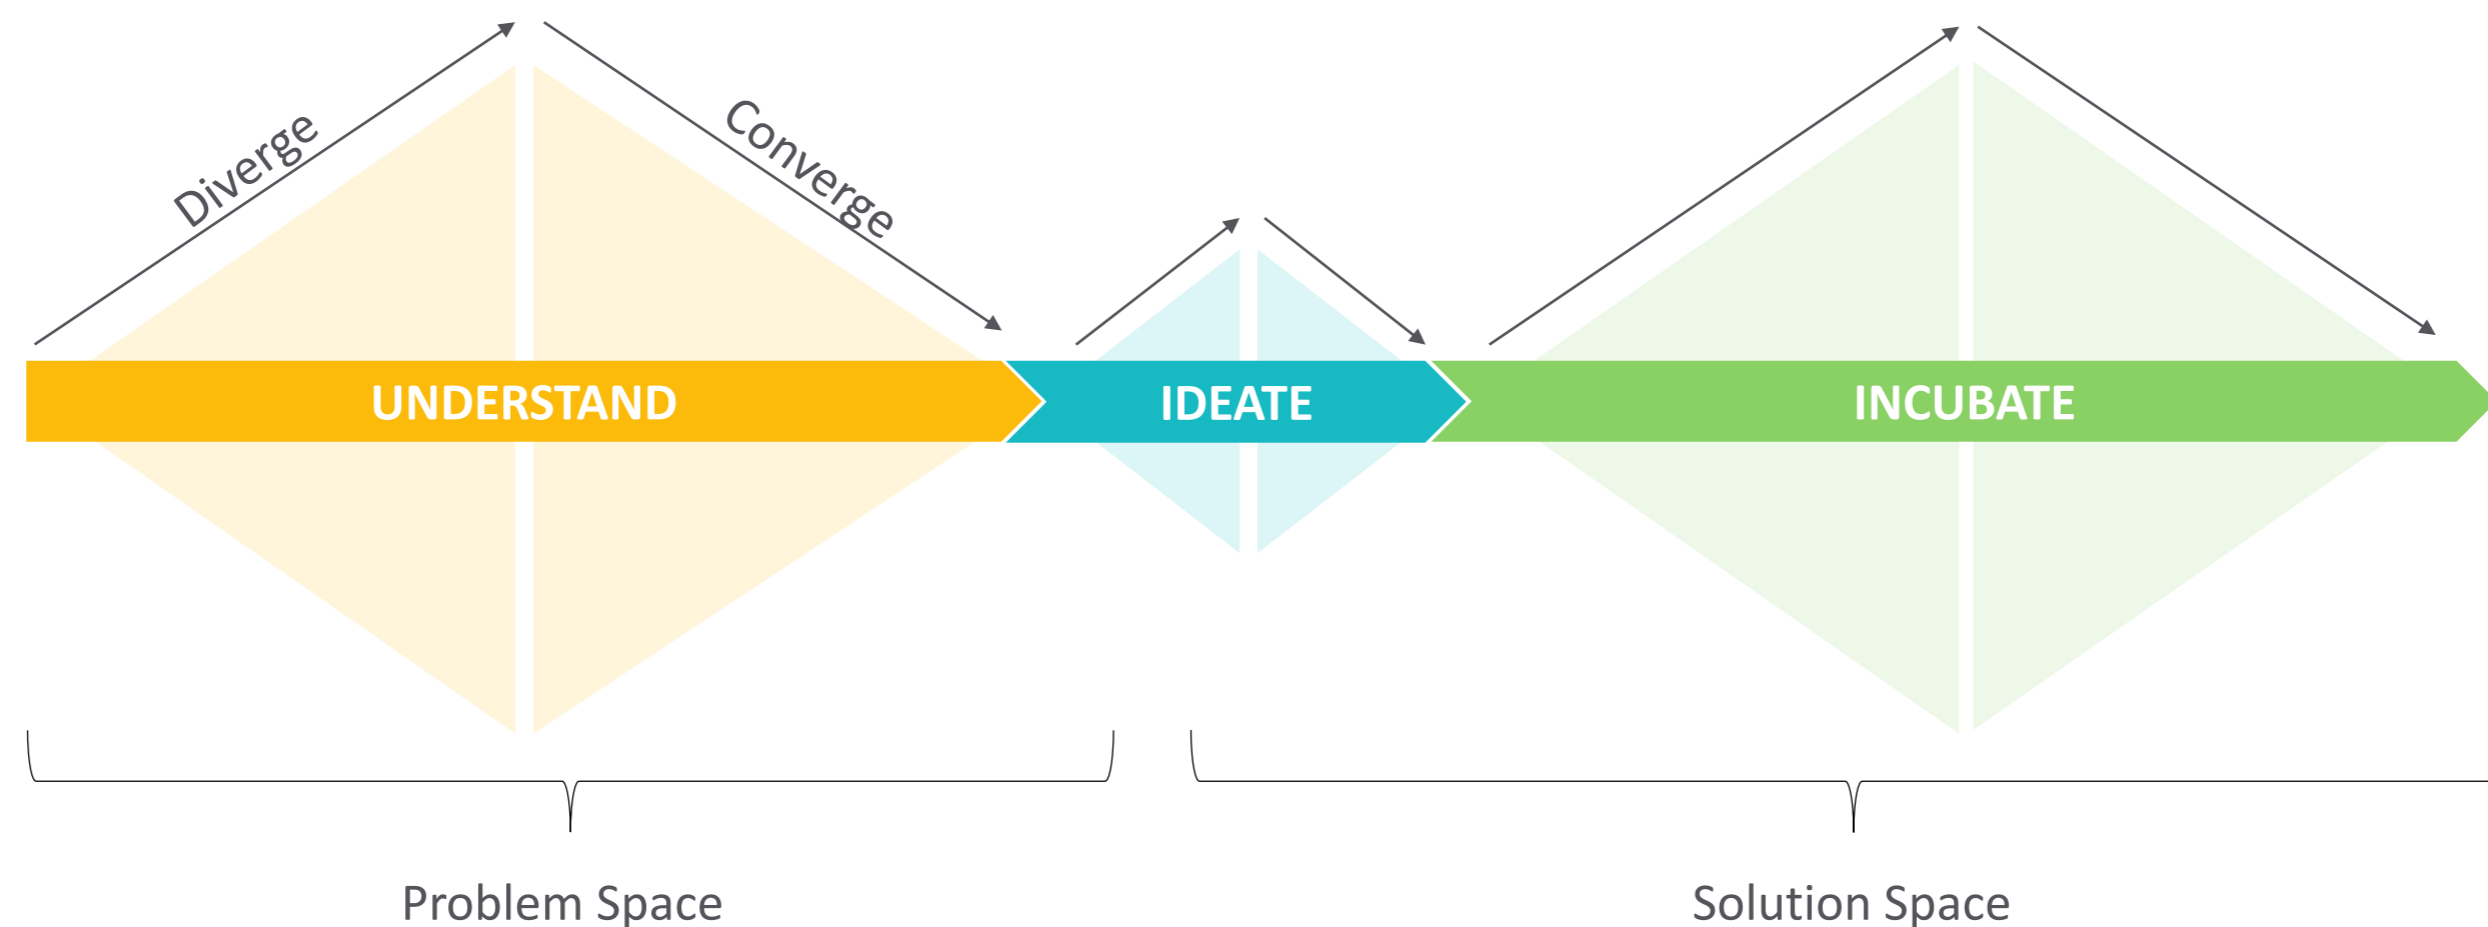 Diverge
Converge
UNDERSTAND
IDEATE
INCUBATE
Problem Space
Solution Space